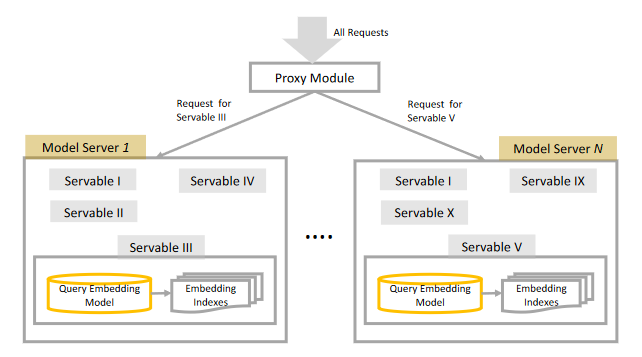 All Requests
Proxy Module
Request for
Servable III
Request for
Servable V
Model Server 1
Servable I
Servable IV
Servable II
Servable III
Query Embedding
Model
Embedding
Indexes
....
Model Server N
Servable I
Servable IX
Servable X
Servable V
Query Embedding
Model
Embedding
Indexes